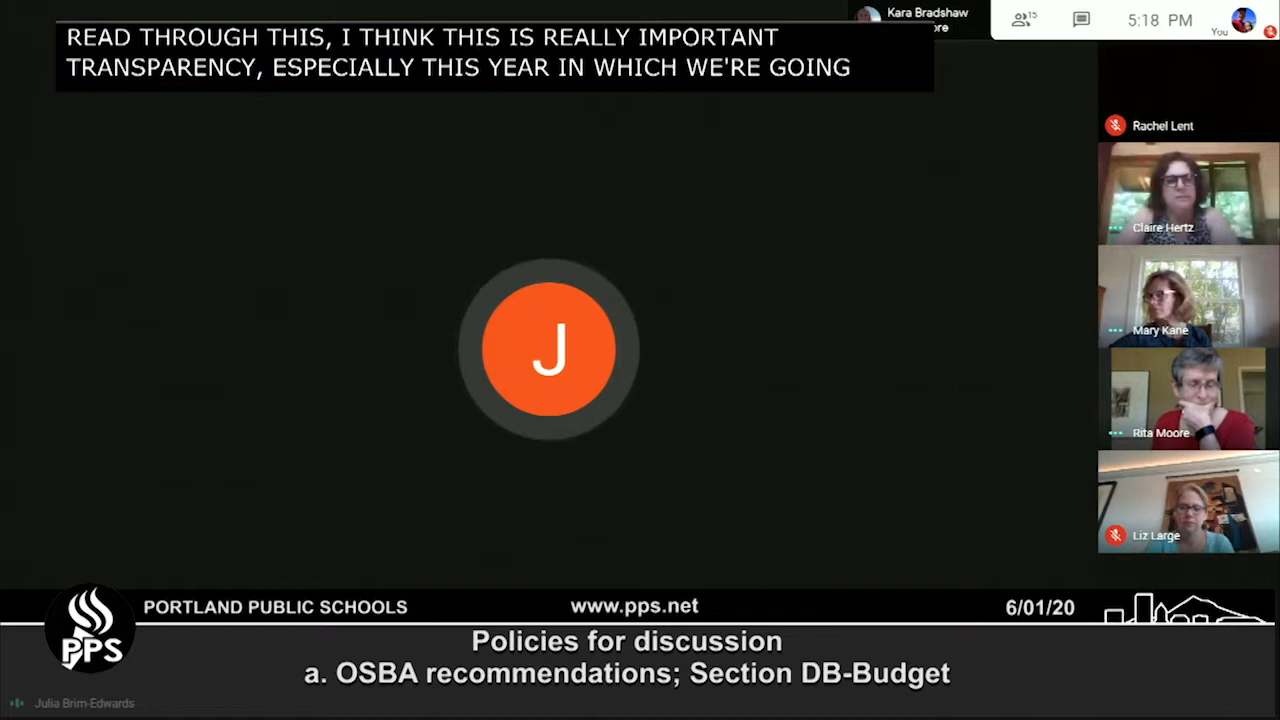 Kara Bradshaw
ore
15
5:18 PM
You
READ THROUGH THIS, I THINK THIS IS REALLY IMPORTANT
TRANSPARENCY, ESPECIALLY THIS YEAR IN WHICH WE'RE GOING
Rachel Lent
Claire Hertz
Mary Kane
J
Rita Moore
Liz Large
PORTLAND PUBLIC SCHOOLS
www.pps.net
6/01/20
PPS
Policies for discussion
a. OSBA recommendations; Section DB-Budget
Julia Brim-Edwards